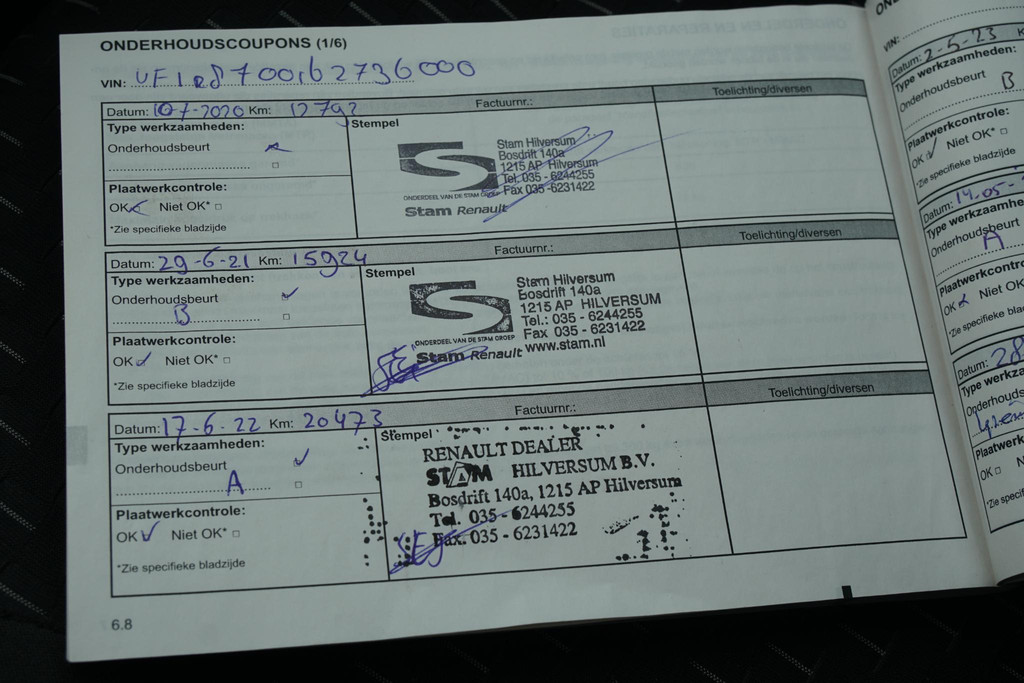 ONDERHOUDSCOUPONS (1/6)
VIN: VF1R8700162736000
Datum: 10-7-2020 Km: 12792 Factuurnr.: Toelichting/diversen
Type werkzaamheden: Stempel
Onderhoudsbeurt
Plaatwerkcontrole:
OK Niet OK*
*Zie specifieke bladzijde
Stam Hilversum
Bosdrift 140a
1215 AP Hilversum
Tel. 035 - 6244255
Fax 035 - 6231422
ONDERDEEL VAN DE STAM GROEP
Stam Renault
Datum: 29-6-21 Km: 15924 Factuurnr.: Toelichting/diversen
Type werkzaamheden: Stempel
Onderhoudsbeurt
B
Plaatwerkcontrole:
OK Niet OK*
*Zie specifieke bladzijde
Stam Hilversum
Bosdrift 140a
1215 AP HILVERSUM
Tel.: 035 - 6244255
Fax 035 - 6231422
www.stam.nl
ONDERDEEL VAN DE STAM GROEP
Stam Renault
Datum: 17-6-22 Km: 20473 Factuurnr.: Toelichting/diversen
Type werkzaamheden: Stempel
Onderhoudsbeurt
A
Plaatwerkcontrole:
OK Niet OK*
*Zie specifieke bladzijde
RENAULT DEALER
STAM HILVERSUM B.V.
Bosdrift 140a, 1215 AP Hilversum
Tel. 035 - 6244255
Fax. 035 - 6231422
6.8
VIN:
Datum: 2-5-23
Type werkzaamheden:
Onderhoudsbeurt
B
Plaatwerkcontrole:
OK Niet OK*
*Zie specifieke bladzijde
Datum: 14-05-
Onderhoudsbeurt
A
OK Niet OK
Datum: 28
OK